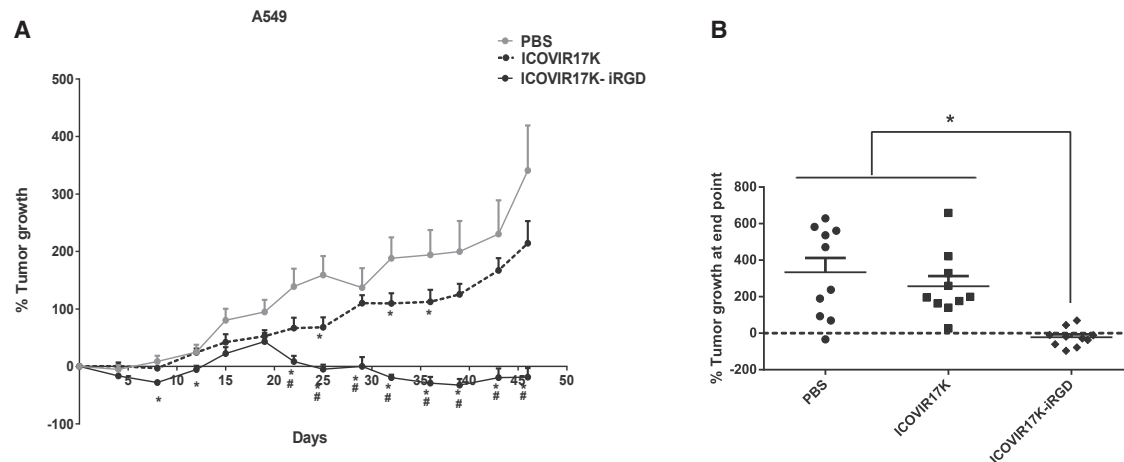 A549
A
PBS
ICOVIR17K
ICOVIR17K- iRGD
500
400
300
200
100
0
-100
% Tumor growth
5 10 15 20 25 30 35 40 45 50
* * * * * * * * * * * * *
# # # # # # # #
Days
B
*
800
600
400
200
0
-200
% Tumor growth at end point
PBS
ICOVIR17K
ICOVIR17K-iRGD